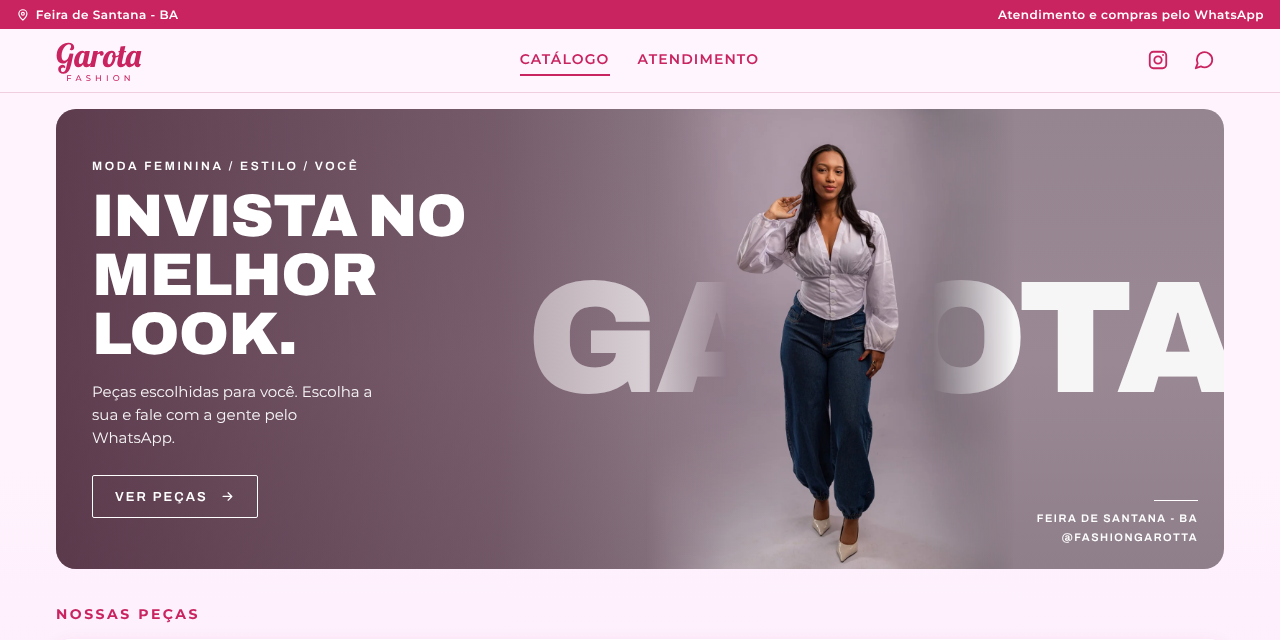 Feira de Santana - BA
Atendimento e compras pelo WhatsApp
Garota
FASHION
CATÁLOGO
ATENDIMENTO
MODA FEMININA / ESTILO / VOCÊ
INVISTA NO
MELHOR
LOOK.
Peças escolhidas para você. Escolha a
sua e fale com a gente pelo
WhatsApp.
VER PEÇAS →
GA OTA
FEIRA DE SANTANA - BA
@FASHIONGAROTTA
NOSSAS PEÇAS